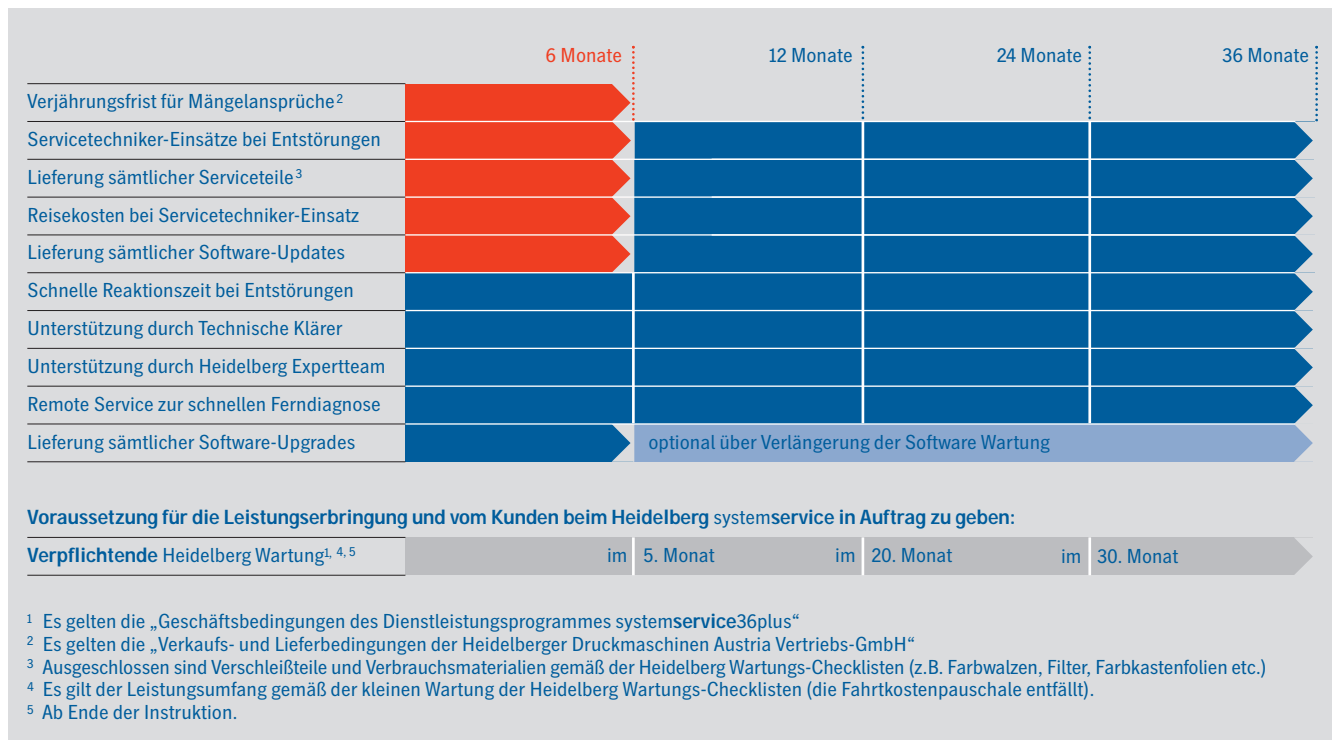 6 Monate 12 Monate 24 Monate 36 Monate
Verjährungsfrist für Mängelansprüche²
Servicetechniker-Einsätze bei Entstörungen
Lieferung sämtlicher Serviceteile³
Reisekosten bei Servicetechniker-Einsatz
Lieferung sämtlicher Software-Updates
Schnelle Reaktionszeit bei Entstörungen
Unterstützung durch Technische Klärer
Unterstützung durch Heidelberg Expertteam
Remote Service zur schnellen Ferndiagnose
Lieferung sämtlicher Software-Upgrades optional über Verlängerung der Software Wartung
Voraussetzung für die Leistungserbringung und vom Kunden beim Heidelberg systemservice in Auftrag zu geben:
Verpflichtende Heidelberg Wartung¹, ⁴, ⁵ im 5. Monat im 20. Monat im 30. Monat
¹ Es gelten die „Geschäftsbedingungen des Dienstleistungsprogrammes systemservice36plus“
² Es gelten die „Verkaufs- und Lieferbedingungen der Heidelberger Druckmaschinen Austria Vertriebs-GmbH“
³ Ausgeschlossen sind Verschleißteile und Verbrauchsmaterialien gemäß der Heidelberg Wartungs-Checklisten (z.B. Farbwalzen, Filter, Farbkastenfolien etc.)
⁴ Es gilt der Leistungsumfang gemäß der kleinen Wartung der Heidelberg Wartungs-Checklisten (die Fahrtkostenpauschale entfällt).
⁵ Ab Ende der Instruktion.